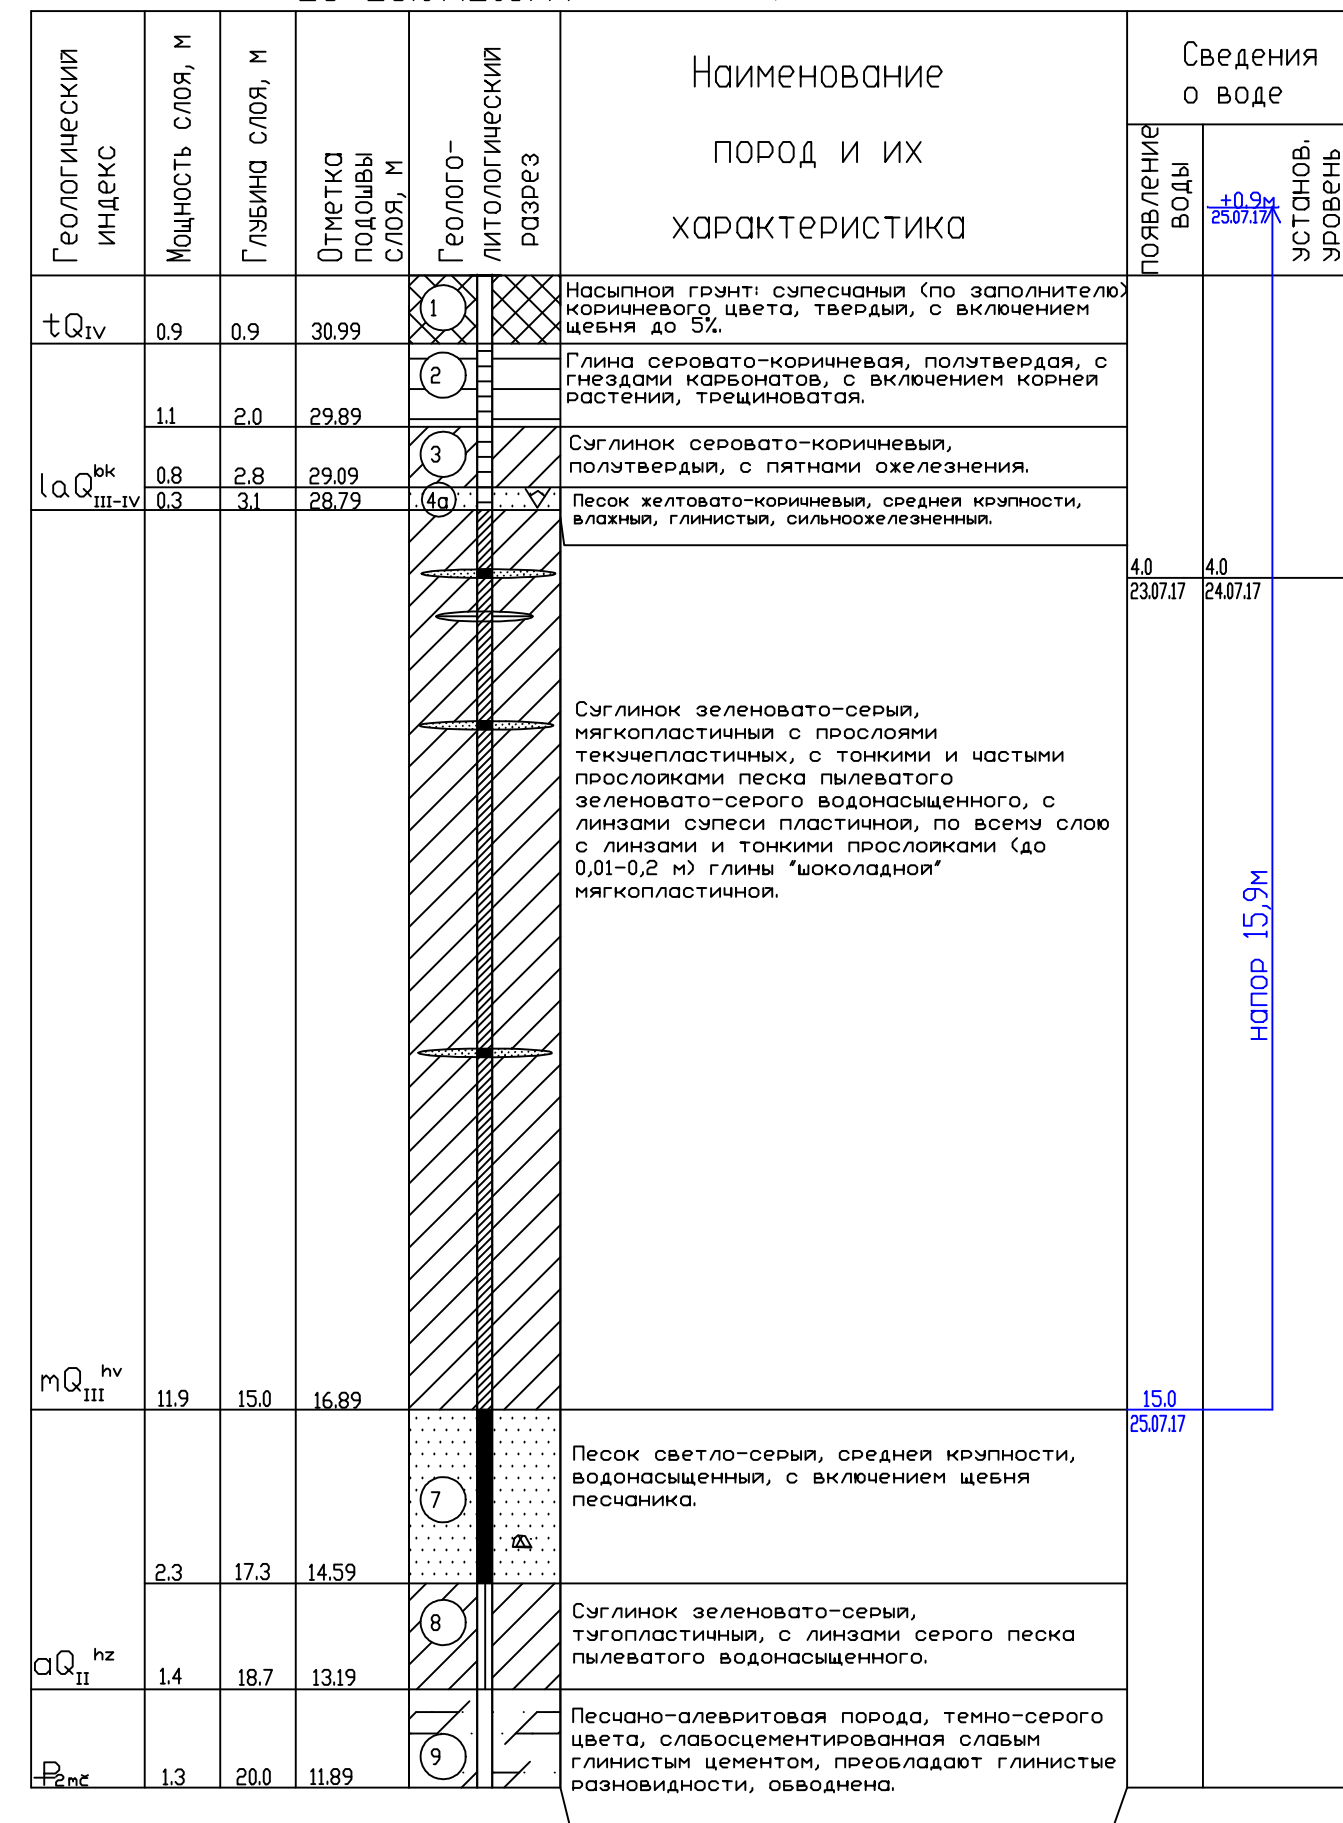 Геологический
индекс
Мощность слоя, м
Глубина слоя, м
Отметка
подошвы
слоя, м
Геолого-
литологический
разрез
Наименование
пород и их
характеристика
Сведения
о воде
появление
воды
установ.
уровень
+0.9м
25.07.17
tQIV
0.9
0.9
30.99
1
Насыпной грунт: супесчаный (по заполнителю)
коричневого цвета, твердый, с включением
щебня до 5%.
1.1
2.0
29.89
2
Глина серовато-коричневая, полутвердая, с
гнездами карбонатов, с включением корней
растений, трещиноватая.
laQ bk III-IV
0.8
2.8
29.09
3
Суглинок серовато-коричневый,
полутвердый, с пятнами ожелезнения.
0.3
3.1
28.79
4а
Песок желтовато-коричневый, средней крупности,
влажный, глинистый, сильноожелезненный.
4.0
23.07.17
4.0
24.07.17
Суглинок зеленовато-серый,
мягкопластичный с прослоями
текучепластичных, с тонкими и частыми
прослойками песка пылеватого
зеленовато-серого водонасыщенного, с
линзами супеси пластичной, по всему слою
с линзами и тонкими прослойками (до
0,01-0,2 м) глины "шоколадной"
мягкопластичной.
напор 15,9м
mQIII hv
11.9
15.0
16.89
15.0
25.07.17
2.3
17.3
14.59
7
Песок светло-серый, средней крупности,
водонасыщенный, с включением щебня
песчаника.
aQII hz
1.4
18.7
13.19
8
Суглинок зеленовато-серый,
тугопластичный, с линзами серого песка
пылеватого водонасыщенного.
P2mč
1.3
20.0
11.89
9
Песчано-алевритовая порода, темно-серого
цвета, слабосцементированная слабым
глинистым цементом, преобладают глинистые
разновидности, обводнена.